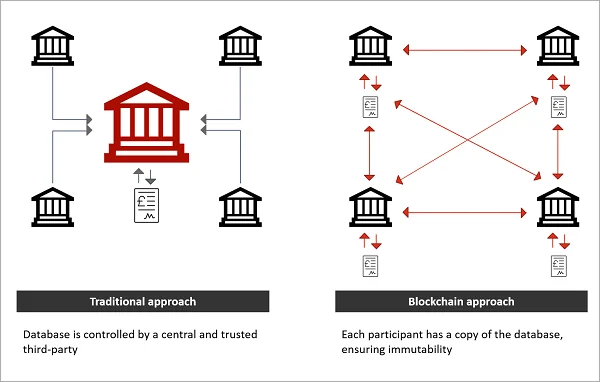 £≡
£≡
£≡
£≡
£≡
Traditional approach
Blockchain approach
Database is controlled by a central and trusted
third-party
Each participant has a copy of the database,
ensuring immutability